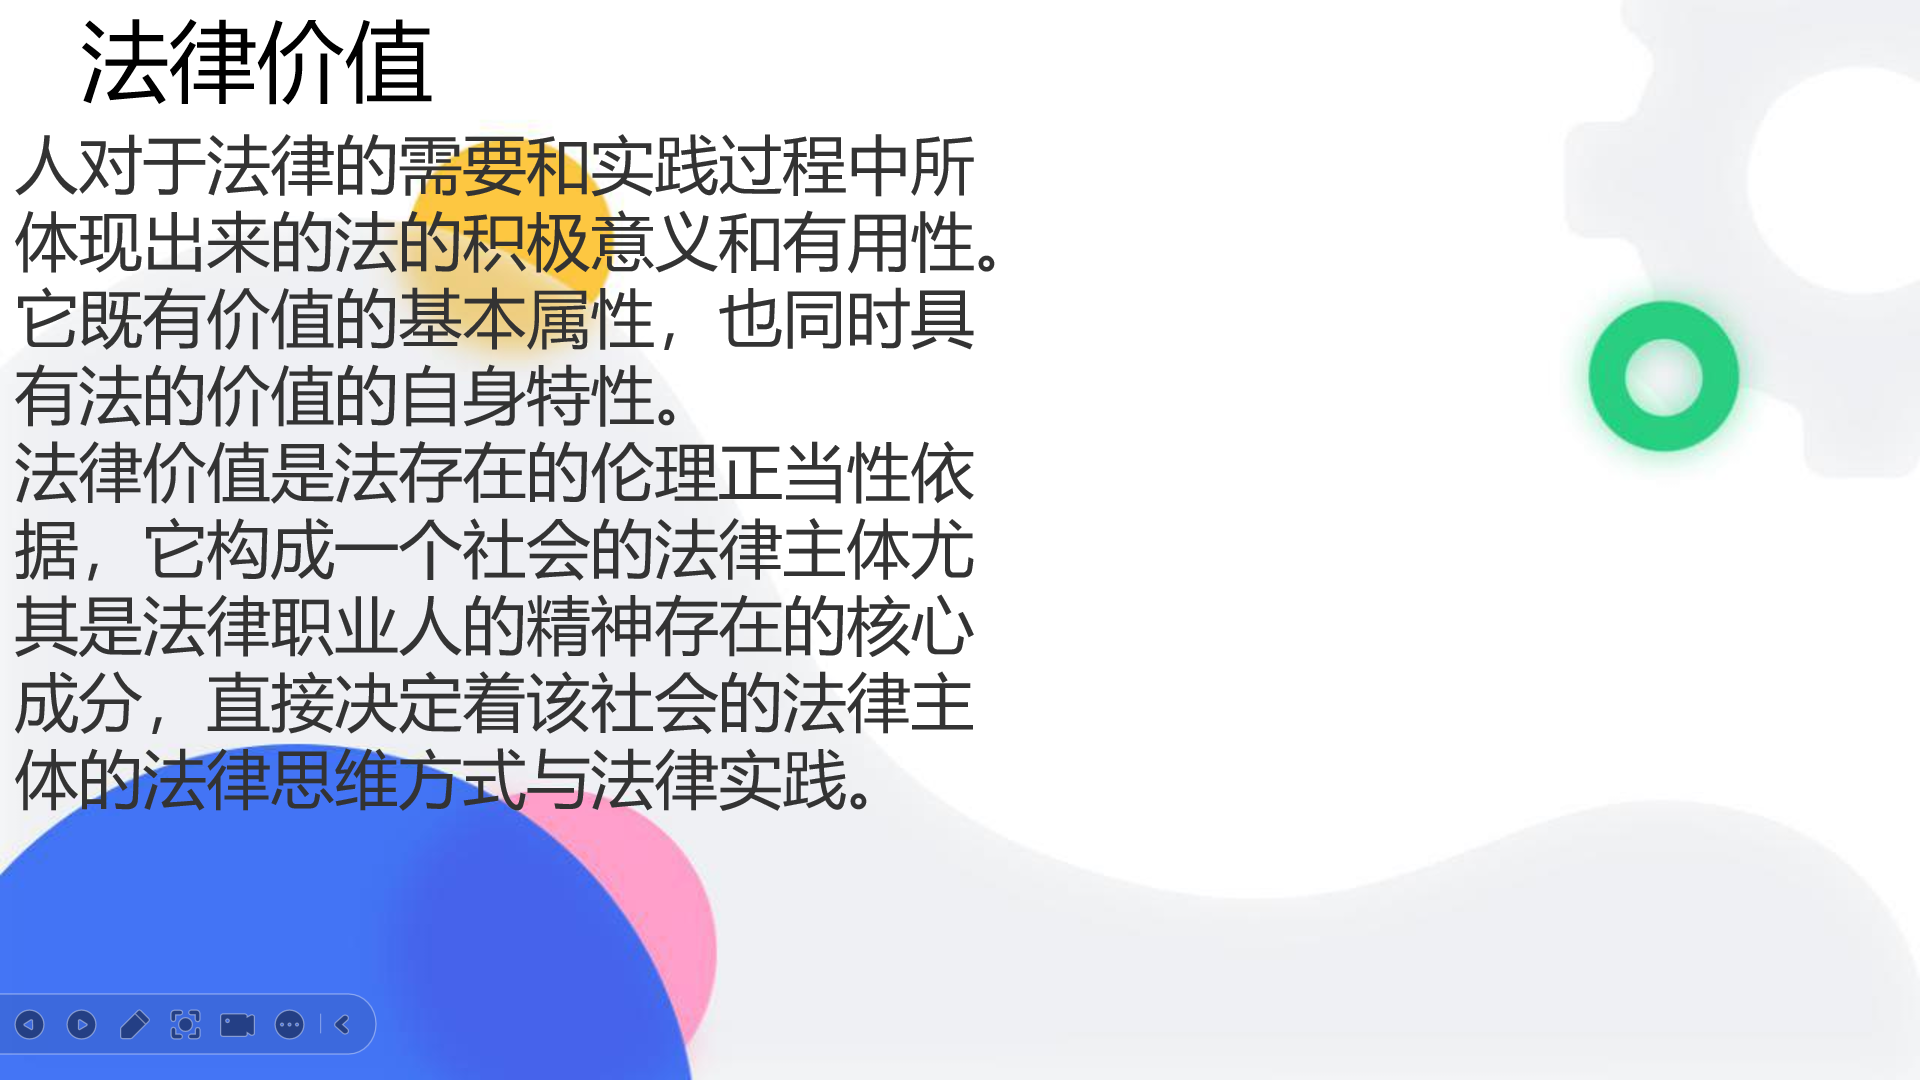 法律价值
人对于法律的需要和实践过程中所
体现出来的法的积极意义和有用性。
它既有价值的基本属性，也同时具
有法的价值的自身特性。
法律价值是法存在的伦理正当性依
据，它构成一个社会的法律主体尤
其是法律职业人的精神存在的核心
成分，直接决定着该社会的法律主
体的法律思维方式与法律实践。